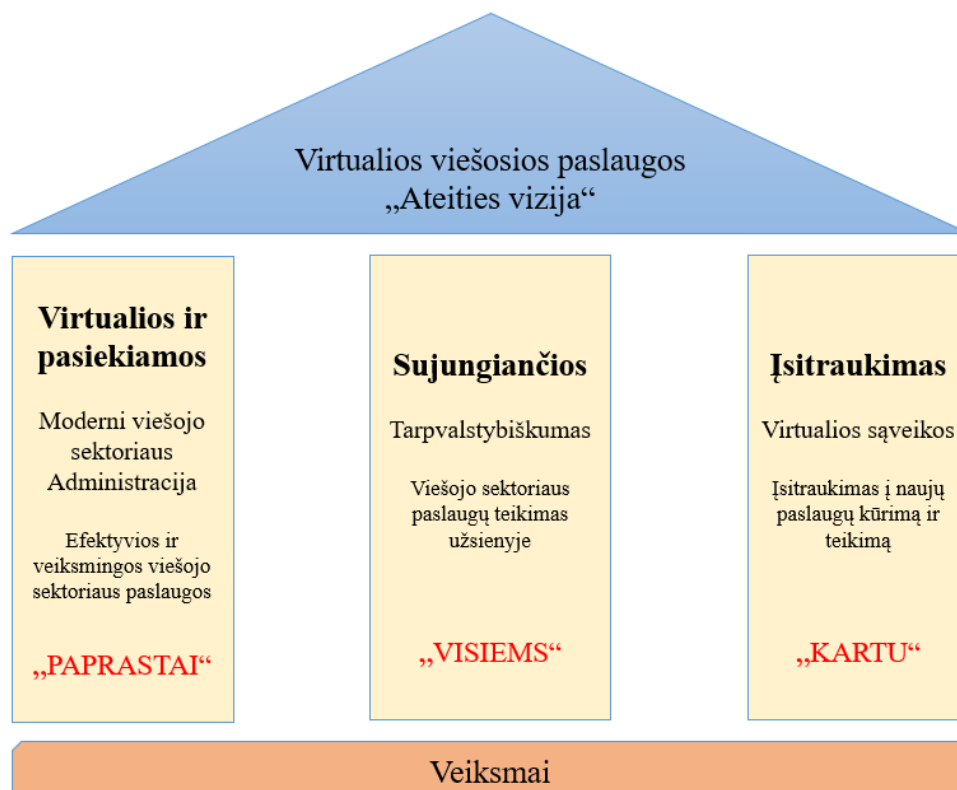 Virtualios viešosios paslaugos
„Ateities vizija“
Virtualios ir
pasiekiamos
Moderni viešojo
sektoriaus
Administracija
Efektyvios ir
veiksmingos viešojo
sektoriaus paslaugos
„PAPRASTAI“
Sujungiančios
Tarpvalstybiškumas
Viešojo sektoriaus
paslaugų teikimas
užsienyje
„VISIEMS“
Įsitraukimas
Virtualios sąveikos
Įsitraukimas į naujų
paslaugų kūrimą ir
teikimą
„KARTU“
Veiksmai